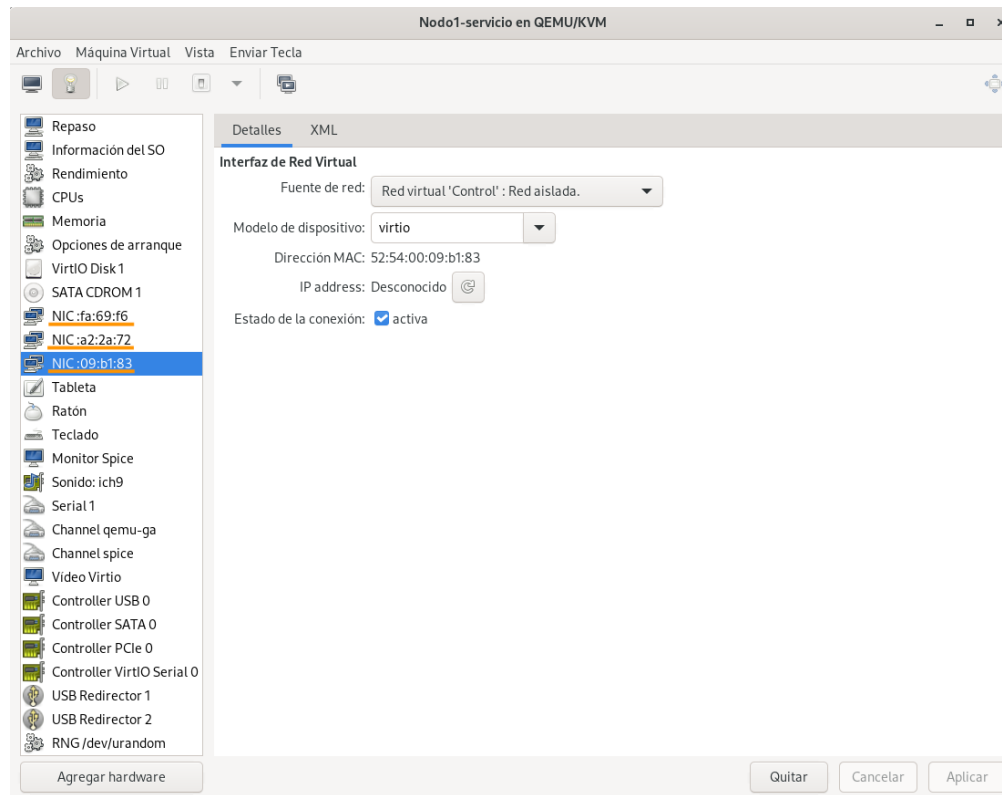 Nodo1-servicio en QEMU/KVM
Archivo Máquina Virtual Vista Enviar Tecla
Repaso
Información del SO
Rendimiento
CPUs
Memoria
Opciones de arranque
VirtIO Disk 1
SATA CDROM 1
NIC :fa:69:f6
NIC :a2:2a:72
NIC :09:b1:83
Tableta
Ratón
Teclado
Monitor Spice
Sonido: ich9
Serial 1
Channel qemu-ga
Channel spice
Vídeo Virtio
Controller USB 0
Controller SATA 0
Controller PCIe 0
Controller VirtIO Serial 0
USB Redirector 1
USB Redirector 2
RNG /dev/urandom
Agregar hardware
Detalles XML
Interfaz de Red Virtual
Fuente de red: Red virtual 'Control' : Red aislada.
Modelo de dispositivo: virtio
Dirección MAC: 52:54:00:09:b1:83
IP address: Desconocido
Estado de la conexión: activa
Quitar Cancelar Aplicar